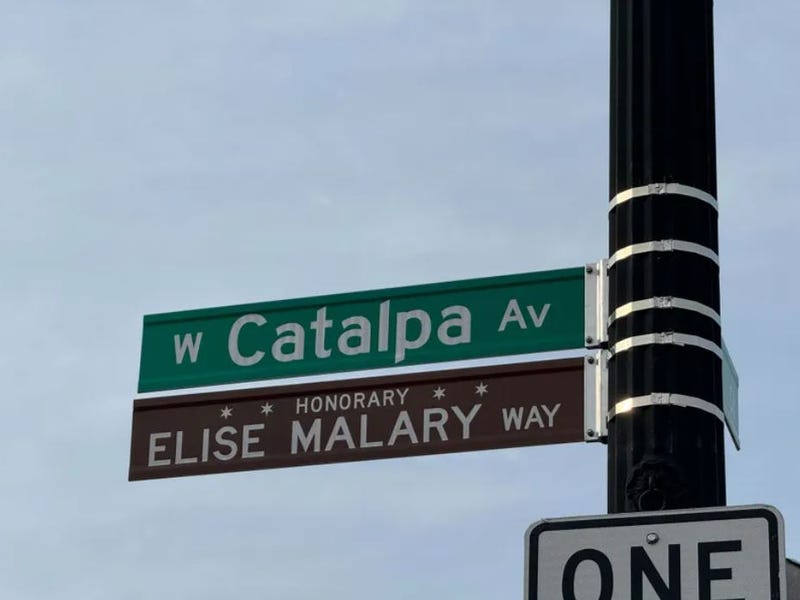 W Catalpa Av
HONORARY
ELISE MALARY WAY
ONE